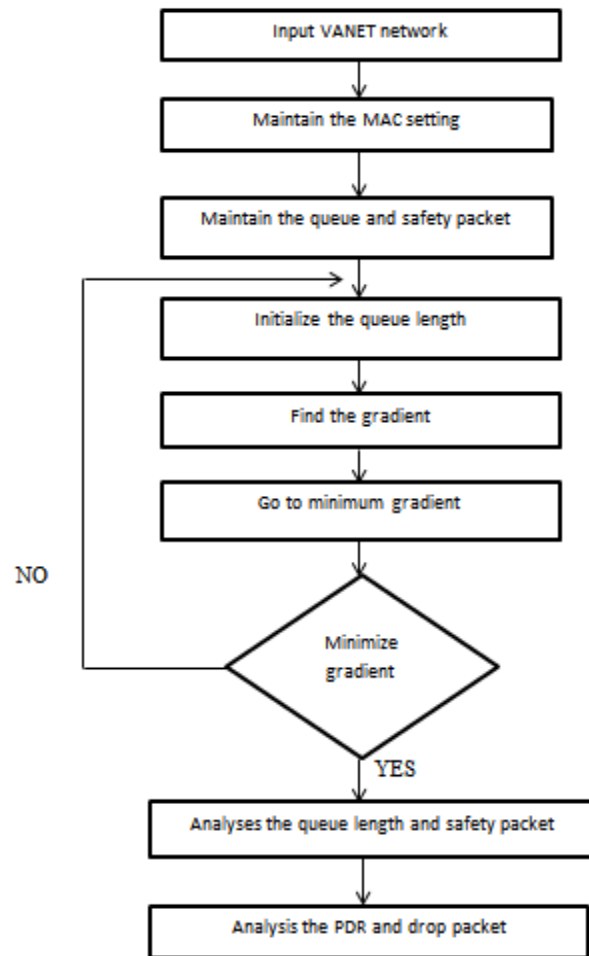 Input VANET network
Maintain the MAC setting
Maintain the queue and safety packet
Initialize the queue length
Find the gradient
Go to minimum gradient
NO
Minimize
gradient
YES
Analyses the queue length and safety packet
Analysis the PDR and drop packet